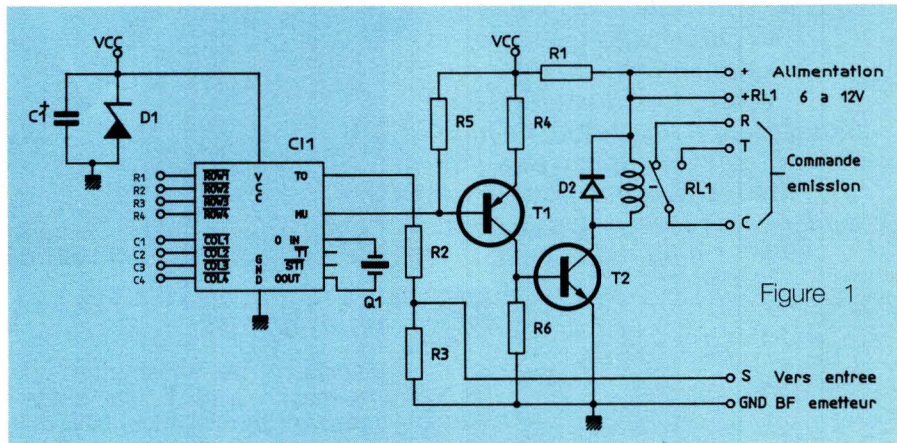 VCC
C1 +
D1
CI1
R1
R2
R3
R4
C1
C2
C3
C4
ROW1
ROW2
ROW3
ROW4
COL1
COL2
COL3
COL4
VCC
GND
TO
MU
O IN
TI
STI
OOUT
Q1
R2
R3
R5
VCC
R1
R4
T1
R6
D2
T2
RL1
+ Alimentation
+RL1 6 a 12V
R
T
C
Commande
emission
Figure 1
S Vers entree
GND BF emetteur